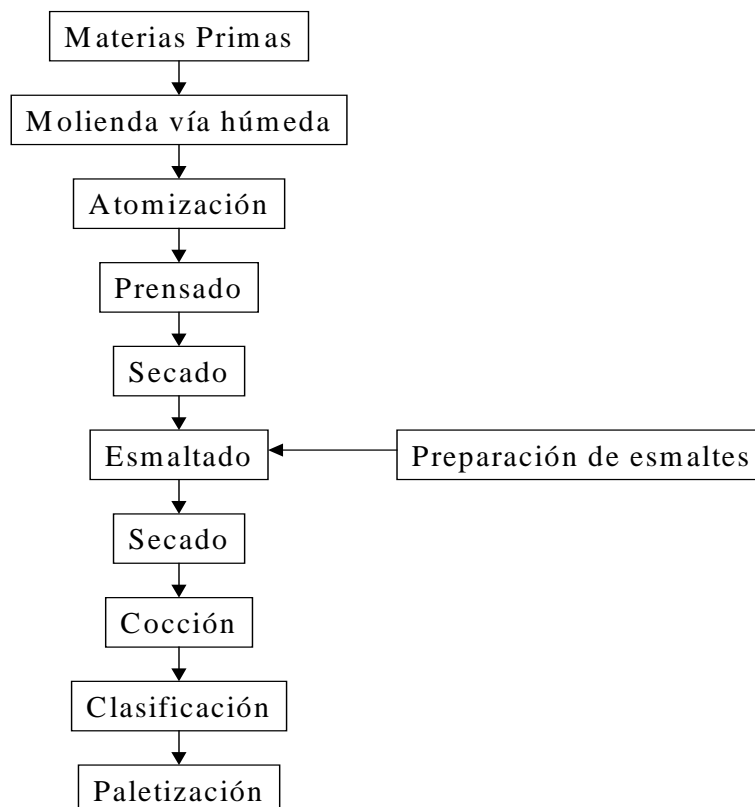 Materias Primas
Molienda vía húmeda
Atomización
Prensado
Secado
Esmaltado
Preparación de esmaltes
Secado
Cocción
Clasificación
Paletización